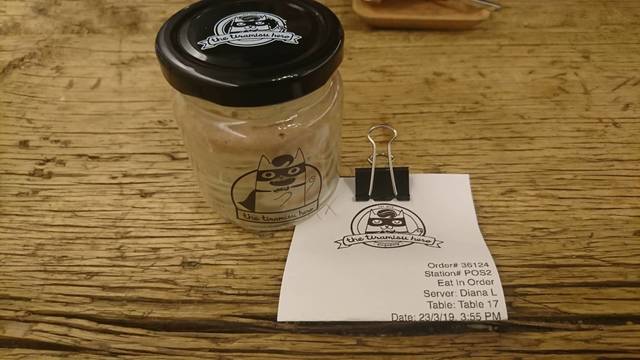 the tiramisu hero
the tiramisu hero
the tiramisu hero
Order# 36124
Station# POS2
Eat In Order
Server: Diana L
Table: Table 17
Date: 23/3/19, 3:55 PM